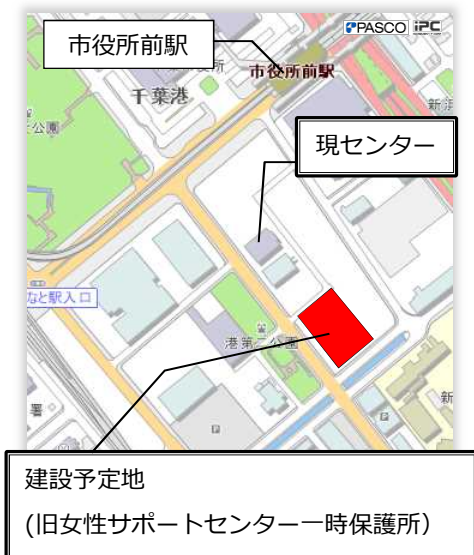 ©PASCO iPC
市役所前駅
市役所前駅
千葉港
現センター
なと駅入口
港第二公園
署
新
建設予定地
(旧女性サポートセンター一時保護所)